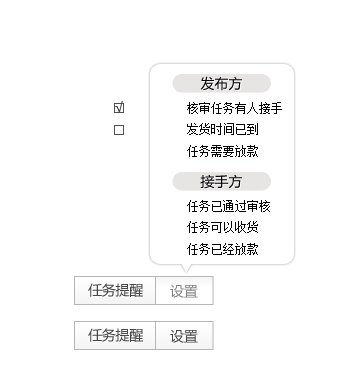 发布方
核审任务有人接手
发货时间已到
任务需要放款
接手方
任务已通过审核
任务可以收货
任务已经放款
任务提醒 设置
任务提醒 设置